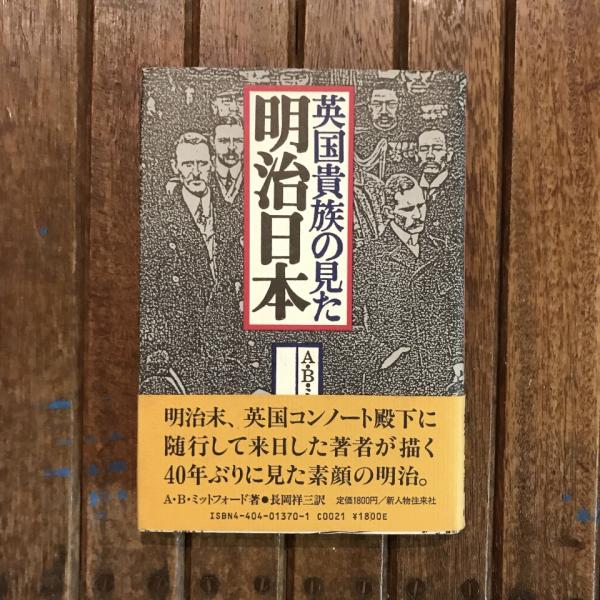 英国貴族の見た
明治日本
A・B・ミ
明治末、英国コンノート殿下に
随行して来日した著者が描く
40年ぶりに見た素顔の明治。
A・B・ミットフォード著●長岡祥三訳 定価1800円/新人物往来社
ISBN4-404-01370-1 C0021 ¥1800E